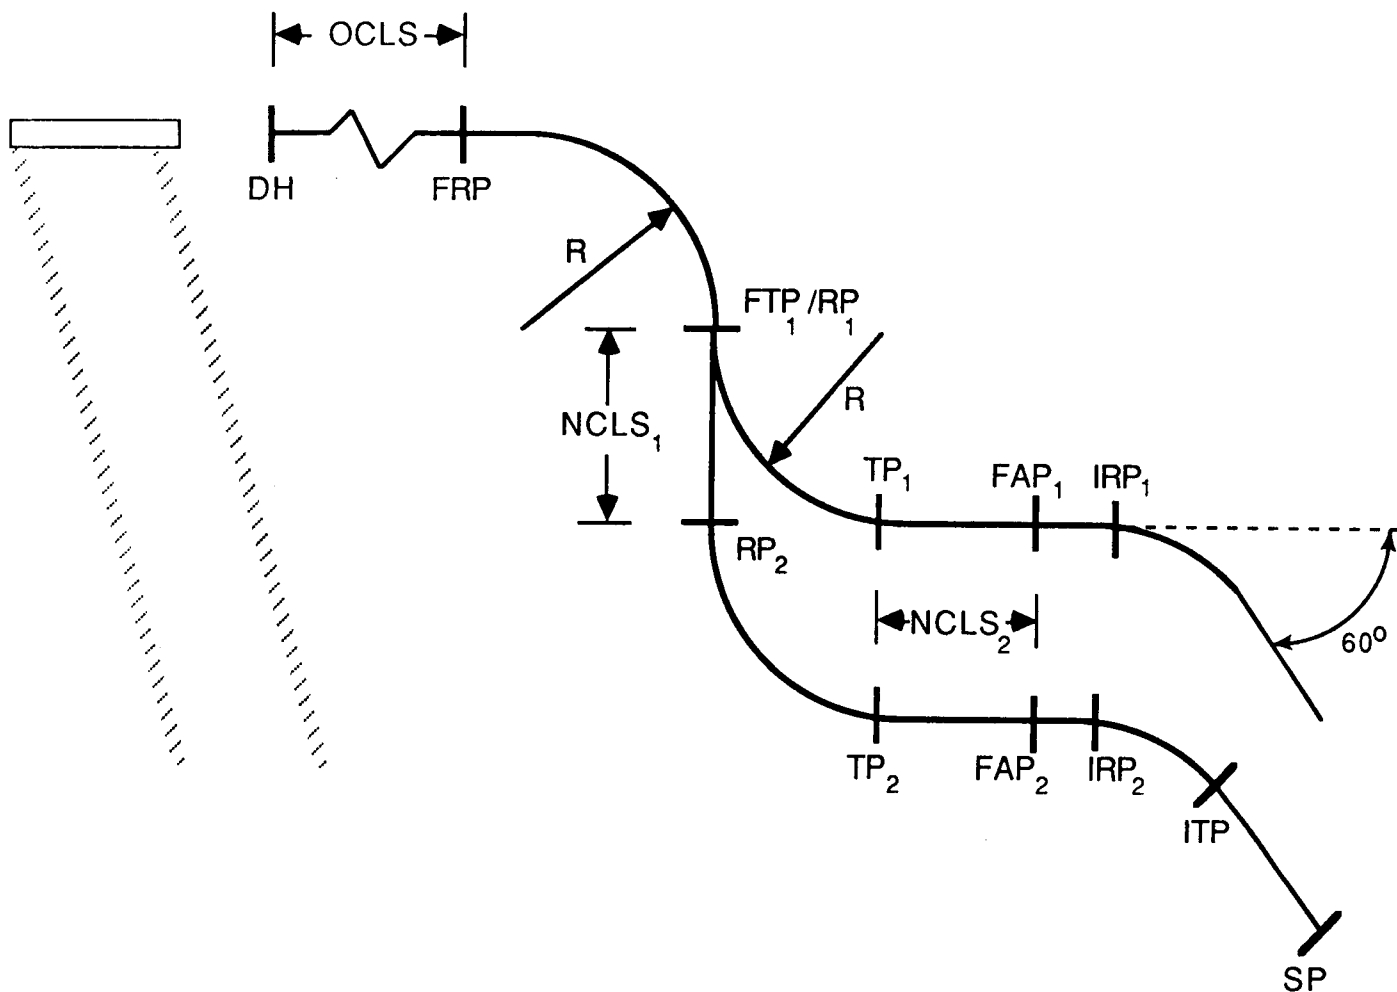 OCLS
DH
FRP
R
FTP₁/RP₁
R
NCLS₁
TP₁
FAP₁
IRP₁
RP₂
NCLS₂
60°
TP₂
FAP₂
IRP₂
ITP
SP